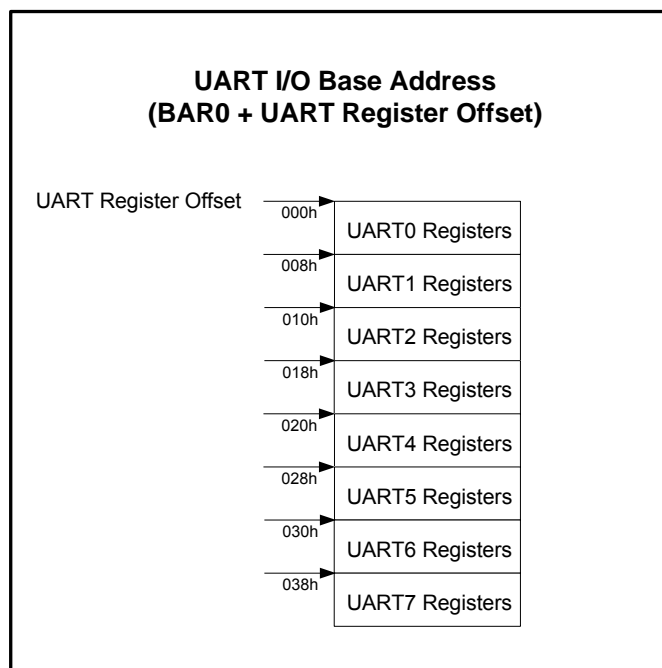 UART I/O Base Address
(BAR0 + UART Register Offset)
UART Register Offset
000h
UART0 Registers
008h
UART1 Registers
010h
UART2 Registers
018h
UART3 Registers
020h
UART4 Registers
028h
UART5 Registers
030h
UART6 Registers
038h
UART7 Registers